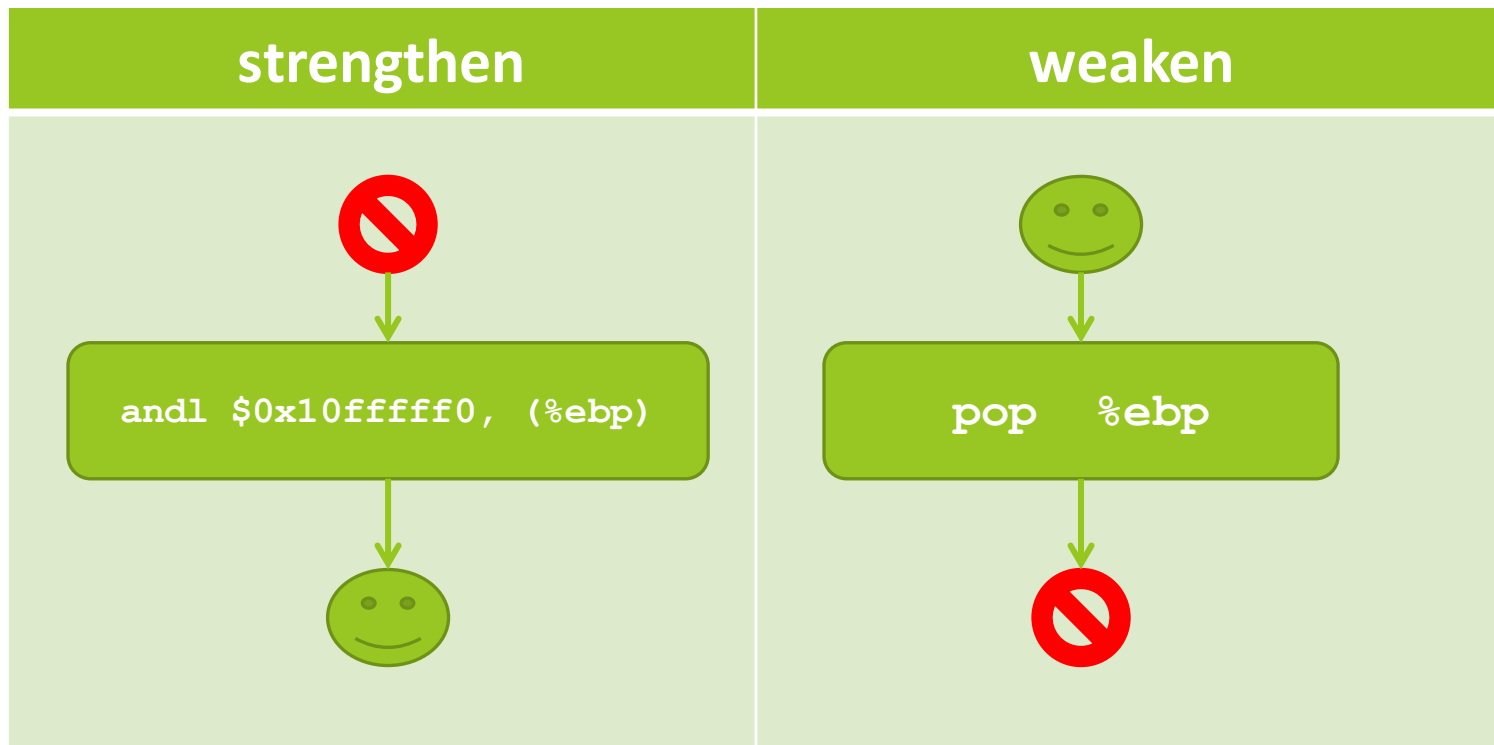 strengthen
weaken
andl $0x10fffff0, (%ebp)
pop %ebp